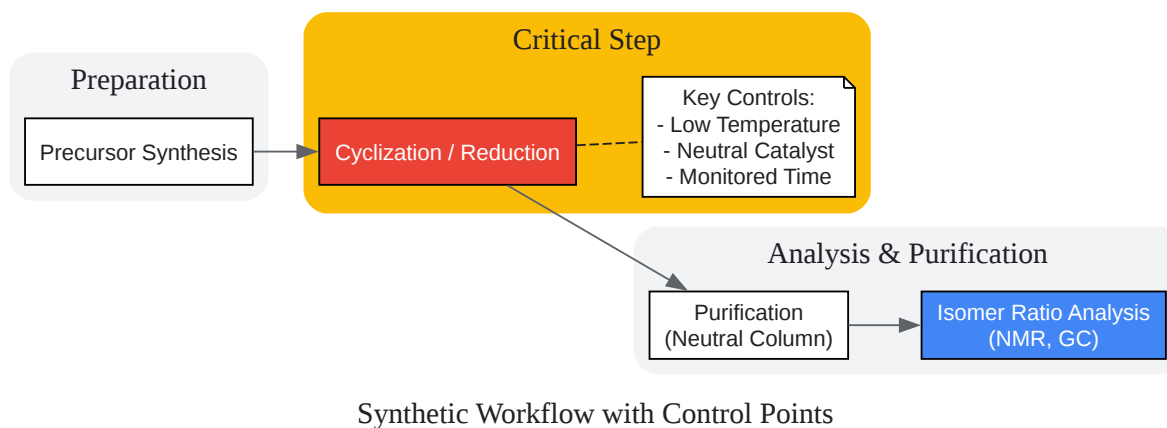 Critical Step
Preparation
Precursor Synthesis
Cyclization / Reduction
Key Controls:
- Low Temperature
- Neutral Catalyst
- Monitored Time
Analysis & Purification
Purification
(Neutral Column)
Isomer Ratio Analysis
(NMR, GC)
Synthetic Workflow with Control Points